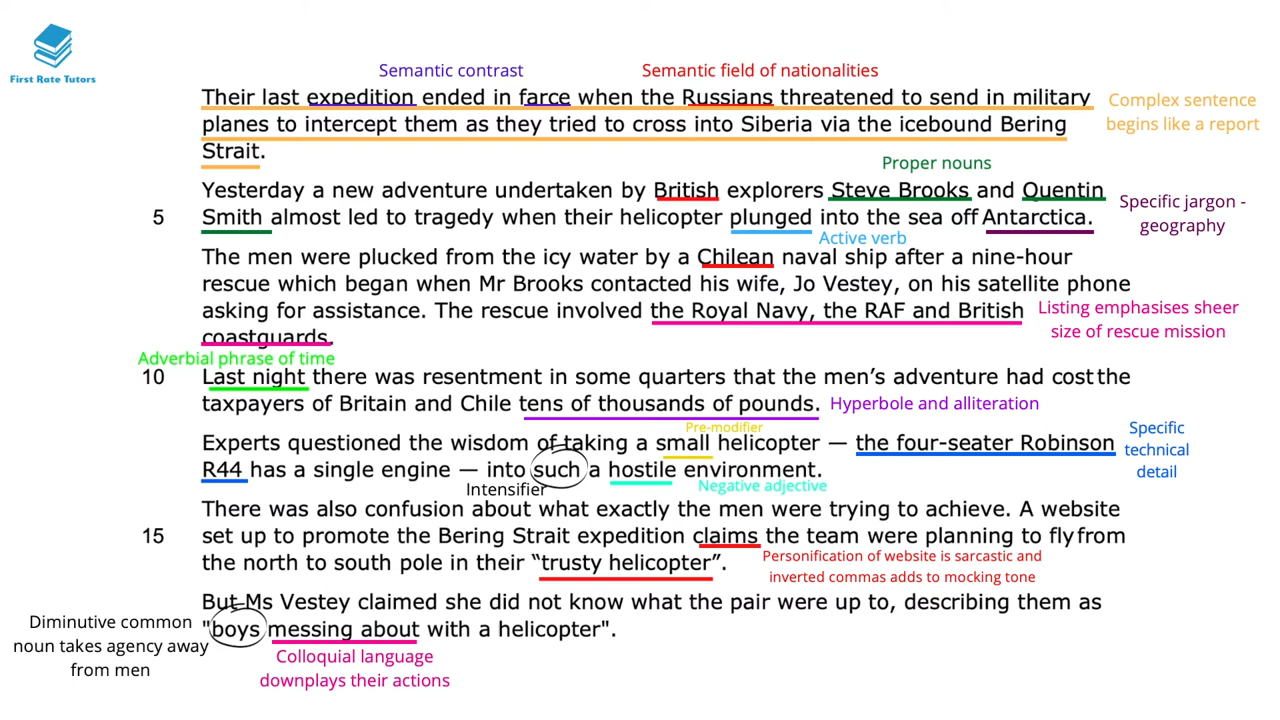 First Rate Tutors
Semantic contrast
Semantic field of nationalities
Their last expedition ended in farce when the Russians threatened to send in military
planes to intercept them as they tried to cross into Siberia via the icebound Bering
Strait.
Complex sentence
begins like a report
Proper nouns
Yesterday a new adventure undertaken by British explorers Steve Brooks and Quentin
5 Smith almost led to tragedy when their helicopter plunged into the sea off Antarctica.
Specific jargon -
geography
Active verb
The men were plucked from the icy water by a Chilean naval ship after a nine-hour
rescue which began when Mr Brooks contacted his wife, Jo Vestey, on his satellite phone
asking for assistance. The rescue involved the Royal Navy, the RAF and British
coastguards.
Listing emphasises sheer
size of rescue mission
Adverbial phrase of time
10 Last night there was resentment in some quarters that the men's adventure had cost the
taxpayers of Britain and Chile tens of thousands of pounds.
Hyperbole and alliteration
Pre-modifier
Experts questioned the wisdom of taking a small helicopter — the four-seater Robinson
R44 has a single engine — into such a hostile environment.
Specific
technical
detail
Intensifier
Negative adjective
There was also confusion about what exactly the men were trying to achieve. A website
15 set up to promote the Bering Strait expedition claims the team were planning to fly from
the north to south pole in their “trusty helicopter”.
Personification of website is sarcastic and
inverted commas adds to mocking tone
But Ms Vestey claimed she did not know what the pair were up to, describing them as
"boys messing about with a helicopter".
Diminutive common
noun takes agency away
from men
Colloquial language
downplays their actions